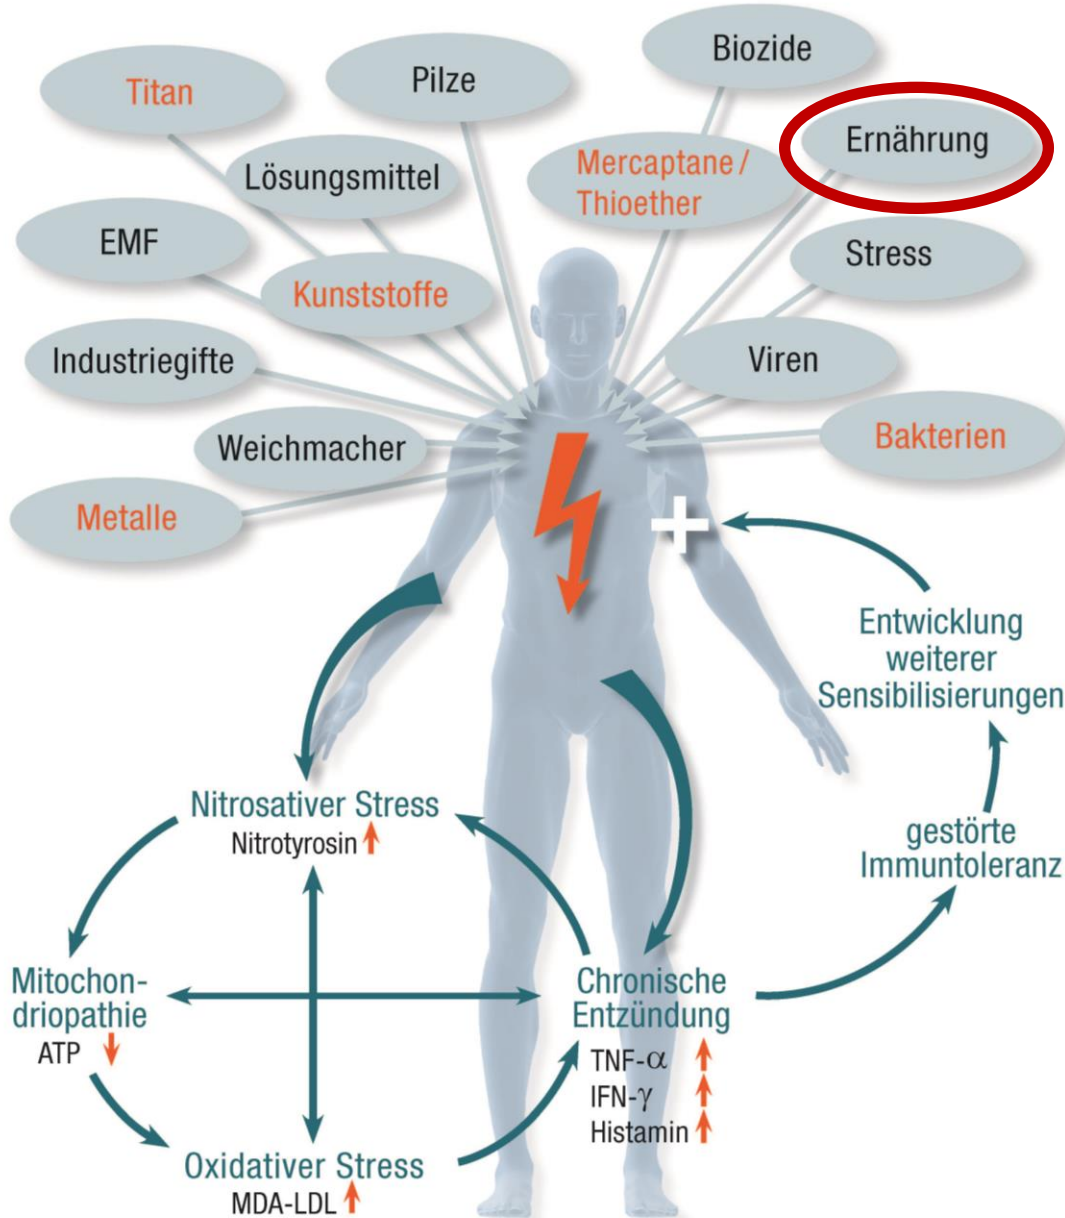 Titan
Pilze
Biozide
Ernährung
Lösungsmittel
Mercaptane /
Thioether
EMF
Stress
Kunststoffe
Industriegifte
Viren
Weichmacher
Bakterien
Metalle
Entwicklung
weiterer
Sensibilisierungen
gestörte
Immuntoleranz
Nitrosativer Stress
Nitrotyrosin
Mitochon-
driopathie
ATP
Chronische
Entzündung
TNF-α
IFN-γ
Histamin
Oxidativer Stress
MDA-LDL